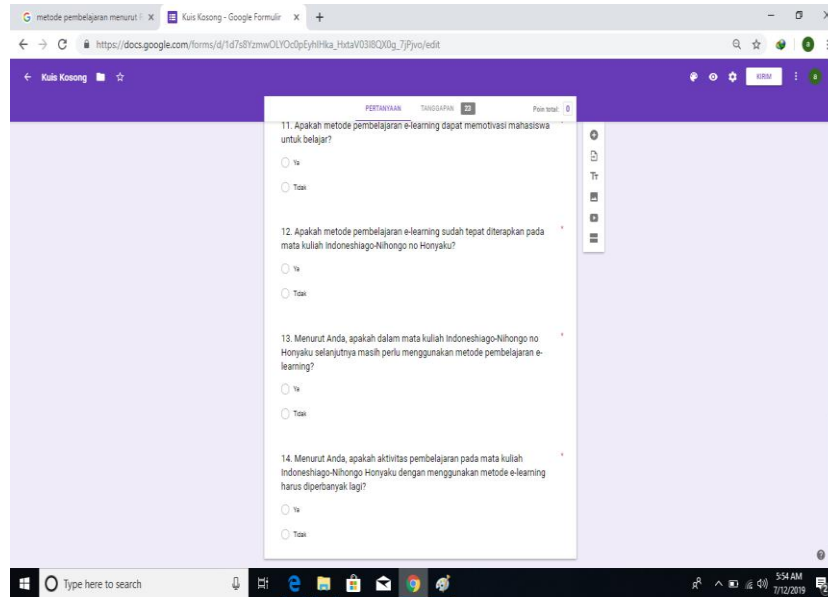 metode pembelajaran menurut
Kuis Kosong - Google Formulir
https://docs.google.com/forms/d/1d7s8YzmwOLYOc0pEyhIHka_HxtaV03I8QX0g_7jPjvo/edit
Kuis Kosong
KIRIM
PERTANYAAN TANGGAPAN 23 Poin total: 0
11. Apakah metode pembelajaran e-learning dapat memotivasi mahasiswa *
untuk belajar?
Ya
Tidak
12. Apakah metode pembelajaran e-learning sudah tepat diterapkan pada *
mata kuliah Indoneshiago-Nihongo no Honyaku?
Ya
Tidak
13. Menurut Anda, apakah dalam mata kuliah Indoneshiago-Nihongo no *
Honyaku selanjutnya masih perlu menggunakan metode pembelajaran e-
learning?
Ya
Tidak
14. Menurut Anda, apakah aktivitas pembelajaran pada mata kuliah *
Indoneshiago-Nihongo Honyaku dengan menggunakan metode e-learning
harus diperbanyak lagi?
Ya
Tidak
Type here to search
5:54 AM
7/12/2019